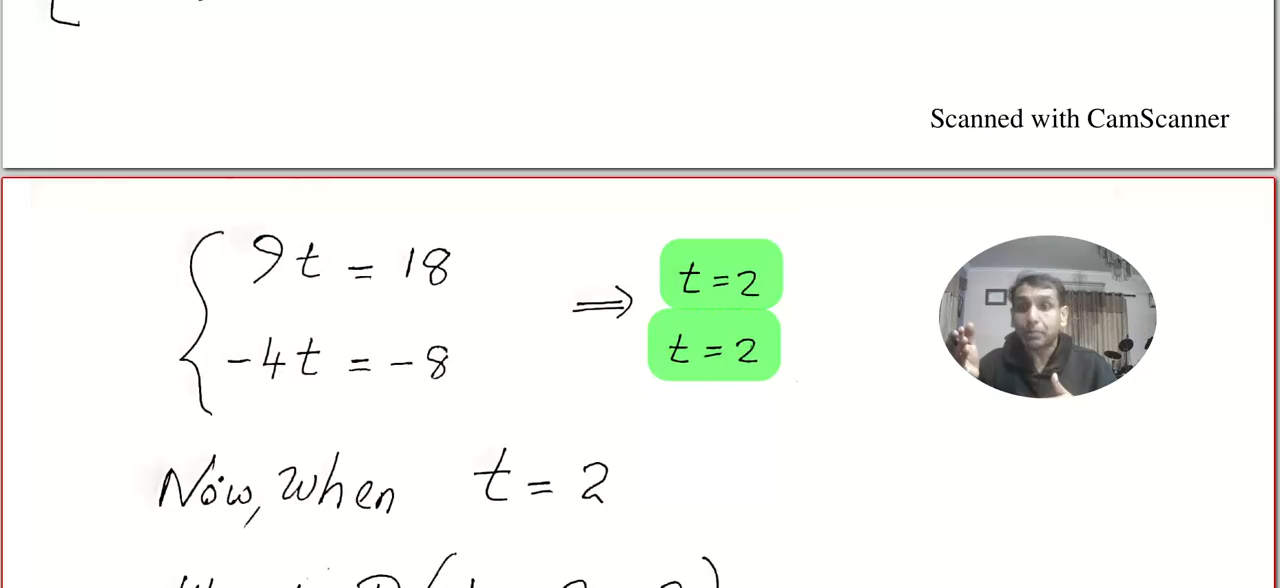 Scanned with CamScanner
9t = 18
⟹ t = 2
-4t = -8
t = 2
Now, when t = 2